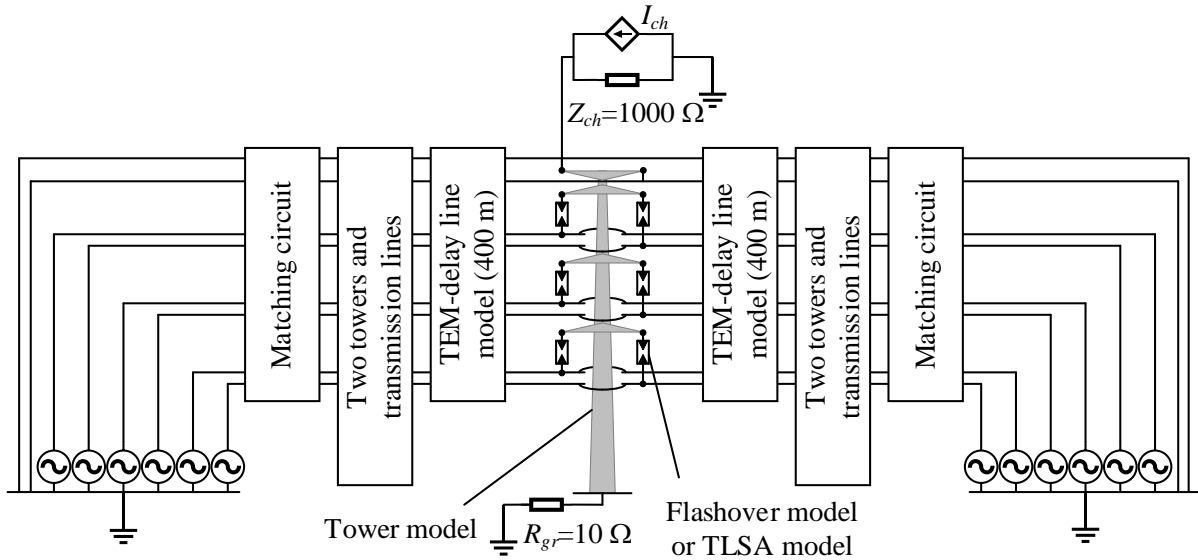 I_ch
Z_ch=1000 Ω
Matching circuit
Two towers and
transmission lines
TEM-delay line
model (400 m)
TEM-delay line
model (400 m)
Two towers and
transmission lines
Matching circuit
Tower model
R_gr=10 Ω
Flashover model
or TLSA model